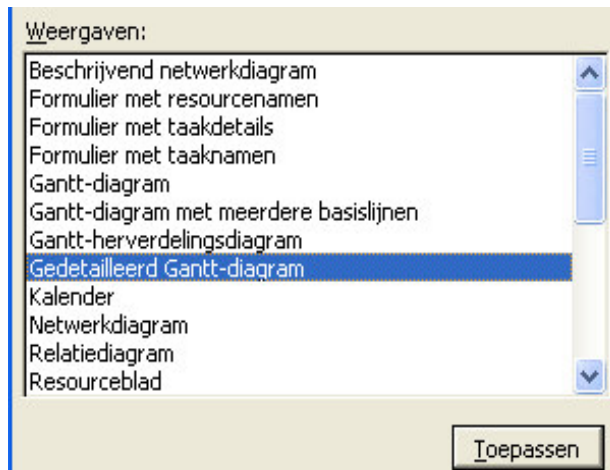 Weergaven:
Beschrijvend netwerkdiagram
Formulier met resourcenamen
Formulier met taakdetails
Formulier met taaknamen
Gantt-diagram
Gantt-diagram met meerdere basislijnen
Gantt-herverdelingsdiagram
Gedetailleerd Gantt-diagram
Kalender
Netwerkdiagram
Relatiediagram
Resourceblad
Toepassen